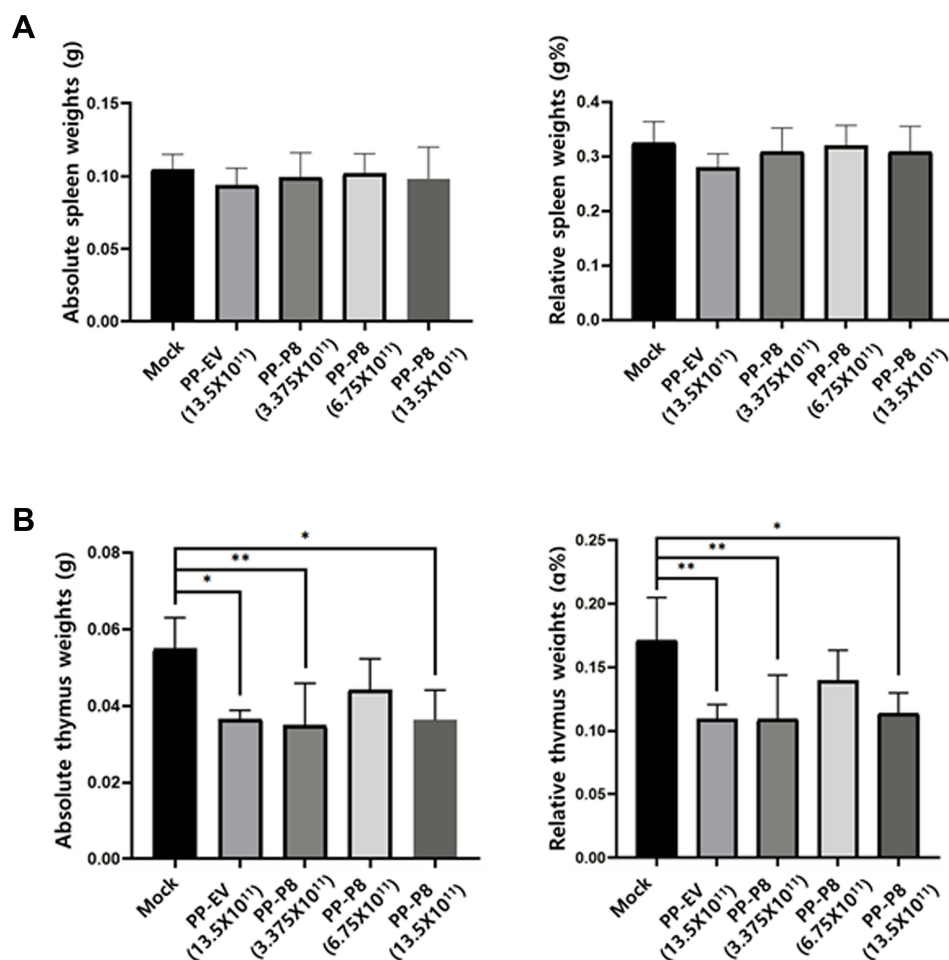 A
Absolute spleen weights (g)
0.15
0.10
0.05
0.00
Mock
PP-EV
(13.5X10¹¹)
PP-P8
(3.375X10¹¹)
PP-P8
(6.75X10¹¹)
PP-P8
(13.5X10¹¹)
Relative spleen weights (g%)
0.4
0.3
0.2
0.1
0.0
Mock
PP-EV
(13.5X10¹¹)
PP-P8
(3.375X10¹¹)
PP-P8
(6.75X10¹¹)
PP-P8
(13.5X10¹¹)
B
Absolute thymus weights (g)
0.08
0.06
0.04
0.02
0.00
*
**
*
Mock
PP-EV
(13.5X10¹¹)
PP-P8
(3.375X10¹¹)
PP-P8
(6.75X10¹¹)
PP-P8
(13.5X10¹¹)
Relative thymus weights (g%)
0.25
0.20
0.15
0.10
0.05
0.00
*
**
**
Mock
PP-EV
(13.5X10¹¹)
PP-P8
(3.375X10¹¹)
PP-P8
(6.75X10¹¹)
PP-P8
(13.5X10¹¹)